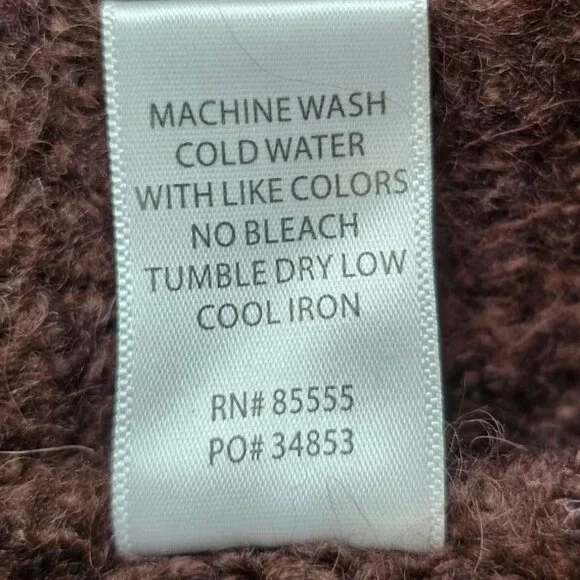 MACHINE WASH
COLD WATER
WITH LIKE COLORS
NO BLEACH
TUMBLE DRY LOW
COOL IRON
RN# 85555
PO# 34853